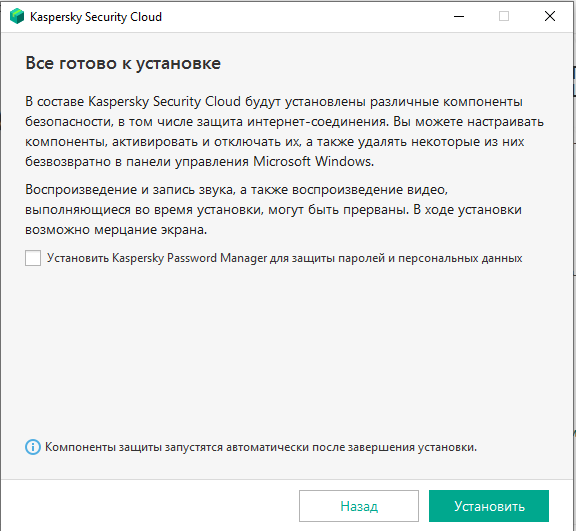 Kaspersky Security Cloud
Все готово к установке
В составе Kaspersky Security Cloud будут установлены различные компоненты
безопасности, в том числе защита интернет-соединения. Вы можете настраивать
компоненты, активировать и отключать их, а также удалять некоторые из них
безвозвратно в панели управления Microsoft Windows.
Воспроизведение и запись звука, а также воспроизведение видео,
выполняющиеся во время установки, могут быть прерваны. В ходе установки
возможно мерцание экрана.
Установить Kaspersky Password Manager для защиты паролей и персональных данных
Компоненты защиты запустятся автоматически после завершения установки.
Назад
Установить